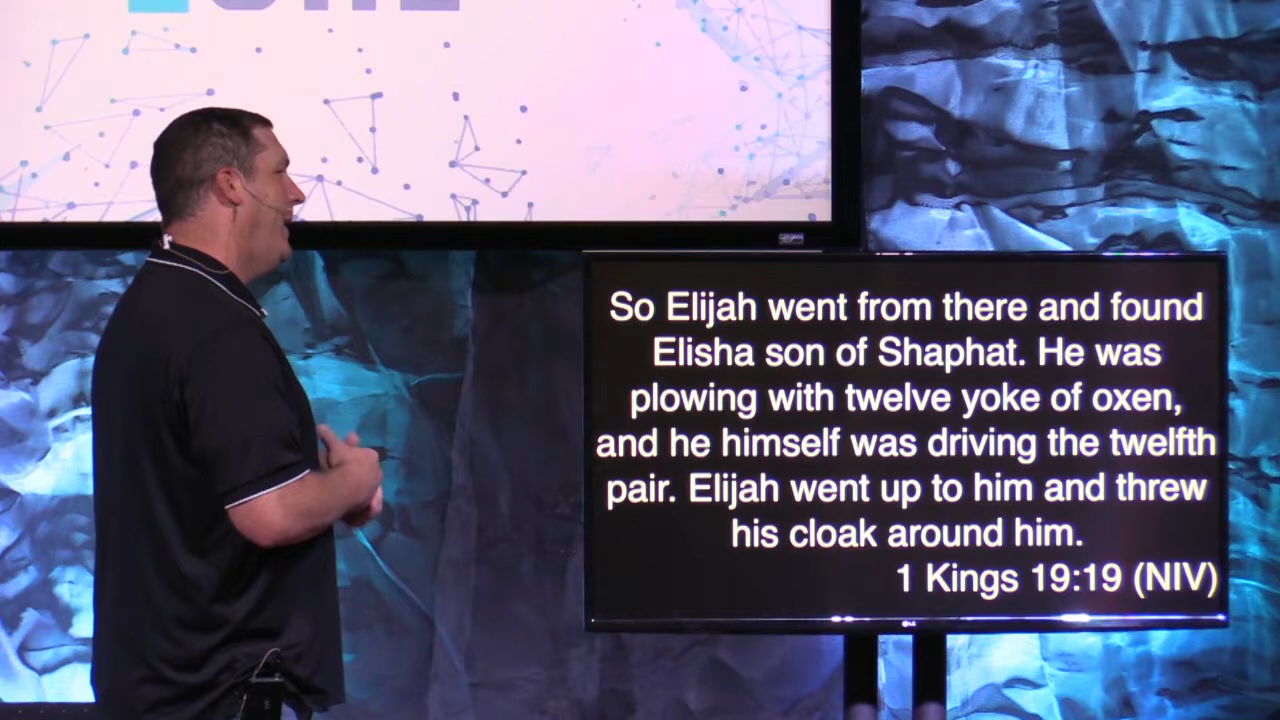 So Elijah went from there and found
Elisha son of Shaphat. He was
plowing with twelve yoke of oxen,
and he himself was driving the twelfth
pair. Elijah went up to him and threw
his cloak around him.
1 Kings 19:19 (NIV)
LG